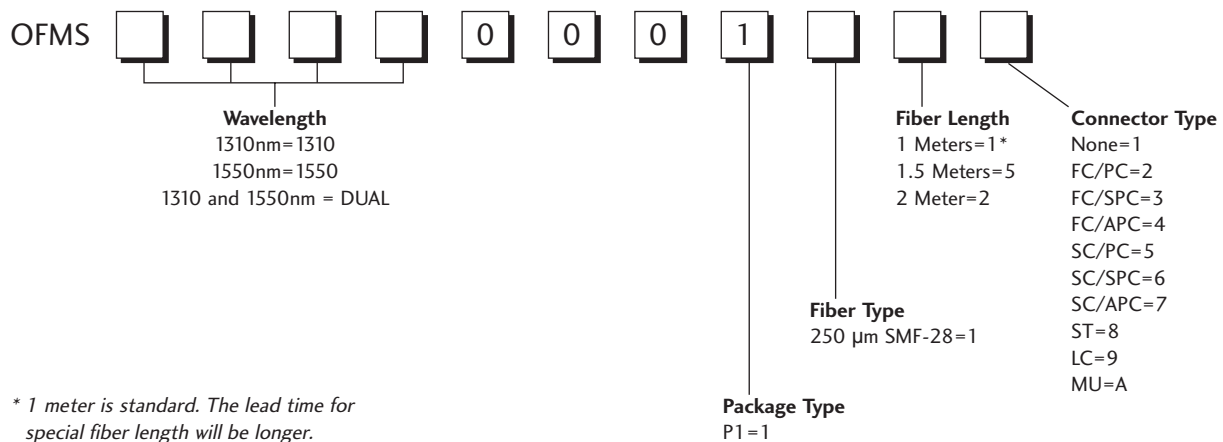 OFMS 0 0 0 1
Wavelength
1310nm=1310
1550nm=1550
1310 and 1550nm = DUAL
Fiber Length
1 Meters=1*
1.5 Meters=5
2 Meter=2
Connector Type
None=1
FC/PC=2
FC/SPC=3
FC/APC=4
SC/PC=5
SC/SPC=6
SC/APC=7
ST=8
LC=9
MU=A
Fiber Type
250 μm SMF-28=1
Package Type
P1=1
* 1 meter is standard. The lead time for
special fiber length will be longer.